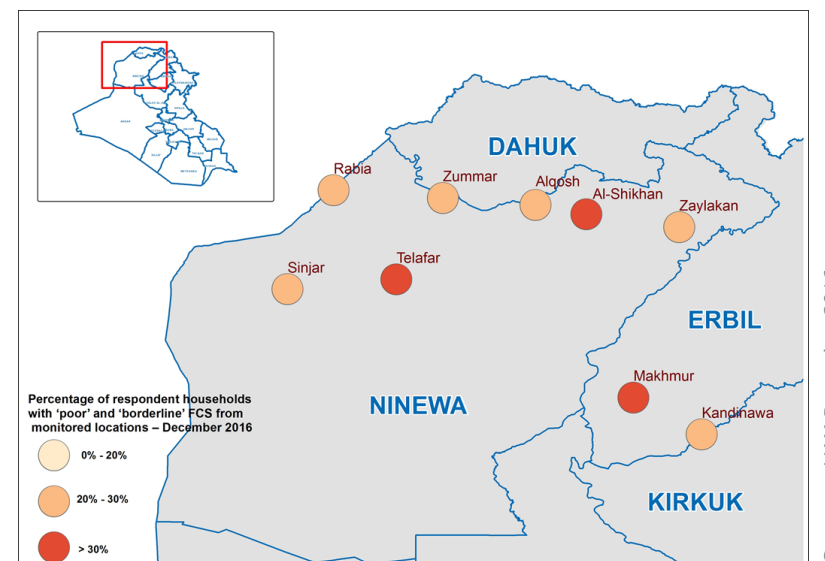 DAHUK
Rabia
Zummar
Alqosh
Al-Shikhan
Zaylakan
Sinjar
Telafar
ERBIL
Makhmur
NINEWA
Kandinawa
KIRKUK
Percentage of respondent households
with ‘poor’ and ‘borderline’ FCS from
monitored locations – December 2016
0% - 20%
20% - 30%
> 30%